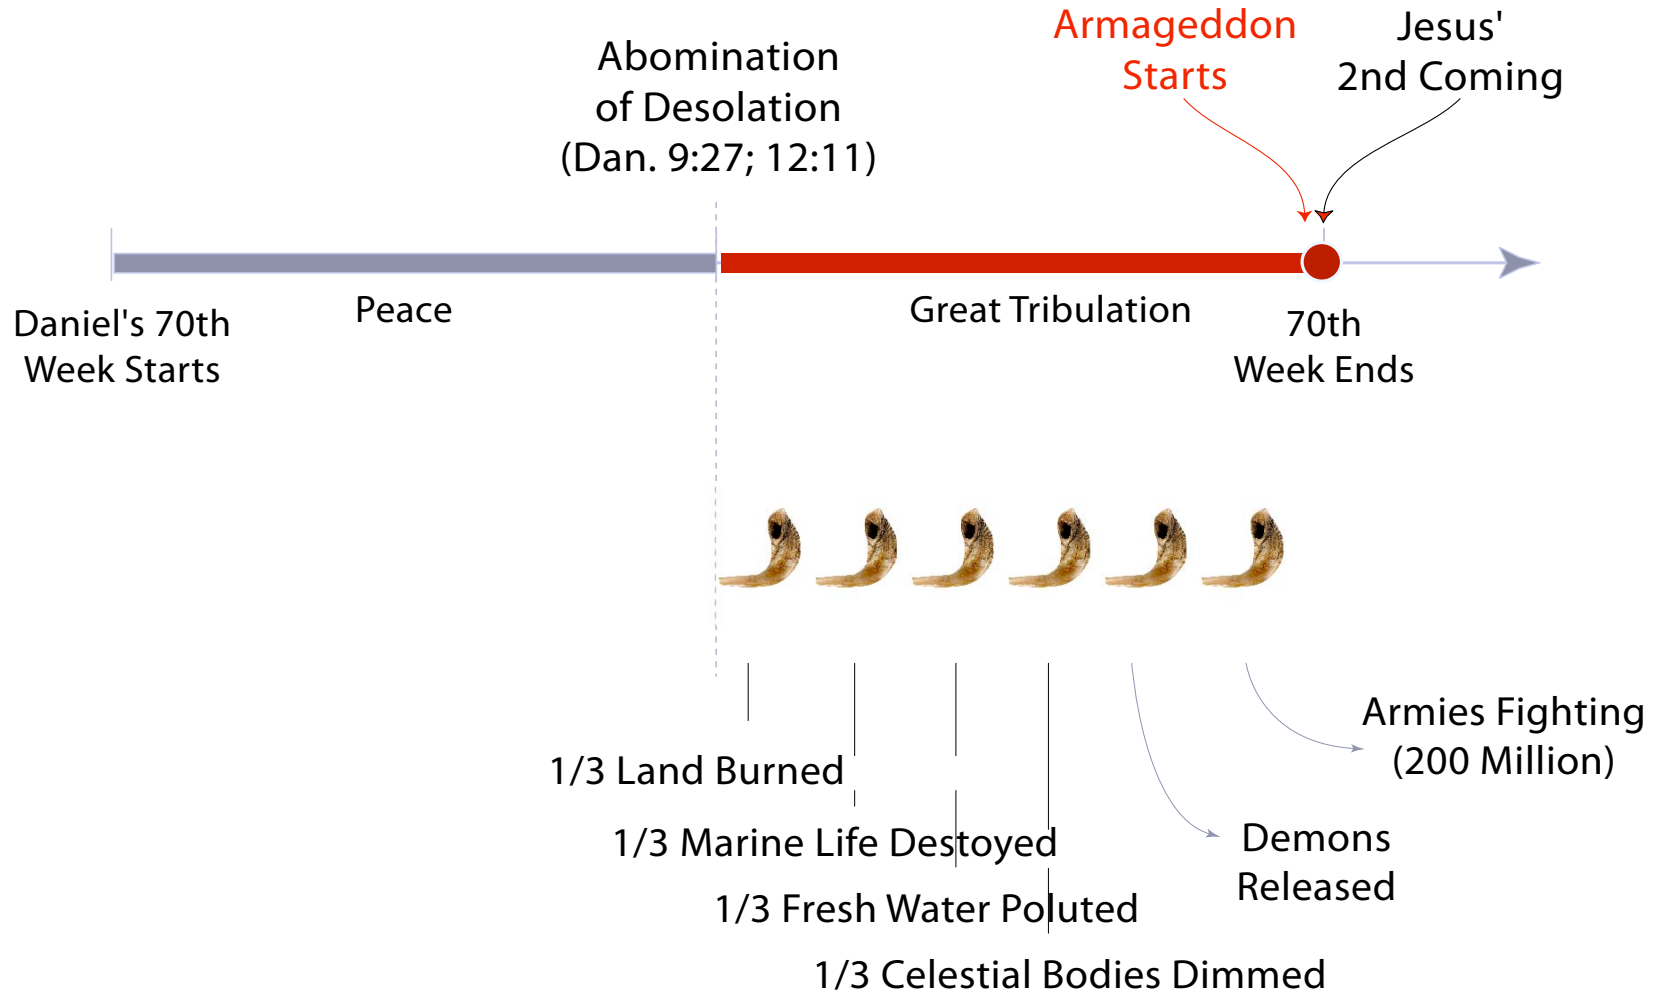 Abomination
of Desolation
(Dan. 9:27; 12:11)
Armageddon
Starts
Jesus'
2nd Coming
Daniel's 70th
Week Starts
Peace
Great Tribulation
70th
Week Ends
1/3 Land Burned
1/3 Marine Life Destoyed
1/3 Fresh Water Poluted
1/3 Celestial Bodies Dimmed
Demons
Released
Armies Fighting
(200 Million)